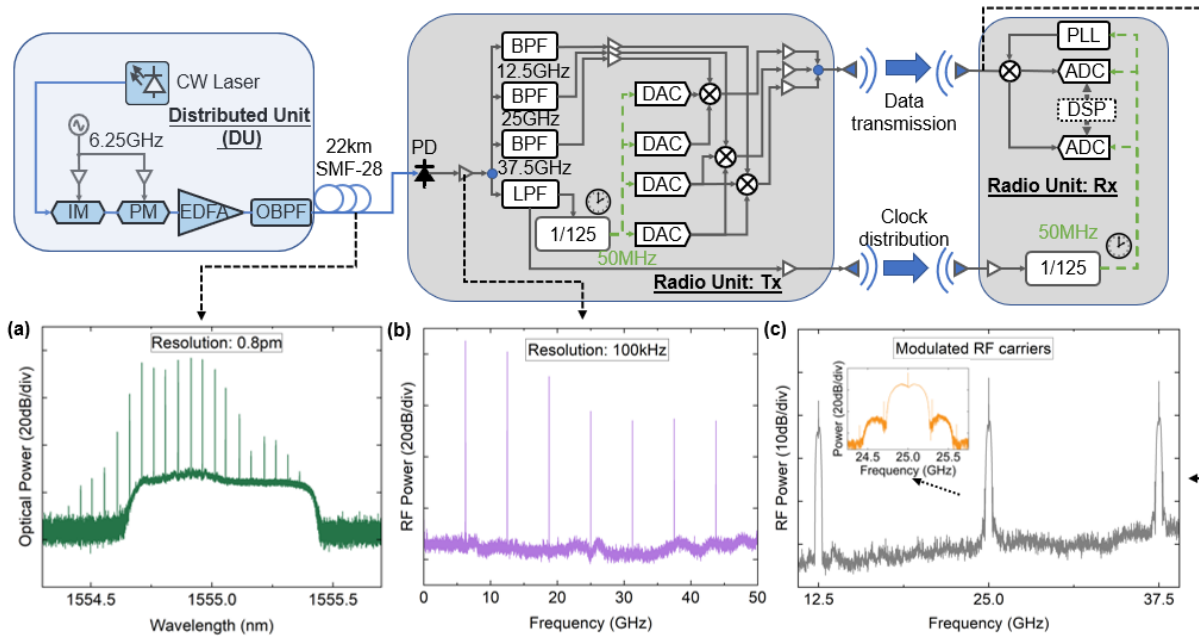 CW Laser
Distributed Unit
(DU)
6.25GHz
IM
PM
EDFA
OBPF
22km
SMF-28
PD
BPF
12.5GHz
BPF
25GHz
BPF
37.5GHz
LPF
1/125
50MHz
DAC
DAC
DAC
DAC
Radio Unit: Tx
Data
transmission
Clock
distribution
PLL
ADC
DSP
ADC
Radio Unit: Rx
50MHz
1/125
(a)
Resolution: 0.8pm
Optical Power (20dB/div)
1554.5
1555.0
1555.5
Wavelength (nm)
(b)
Resolution: 100kHz
RF Power (20dB/div)
0
10
20
30
40
50
Frequency (GHz)
(c)
Modulated RF carriers
Power (20dB/div)
24.5
25.0
25.5
Frequency (GHz)
RF Power (10dB/div)
12.5
25.0
37.5
Frequency (GHz)